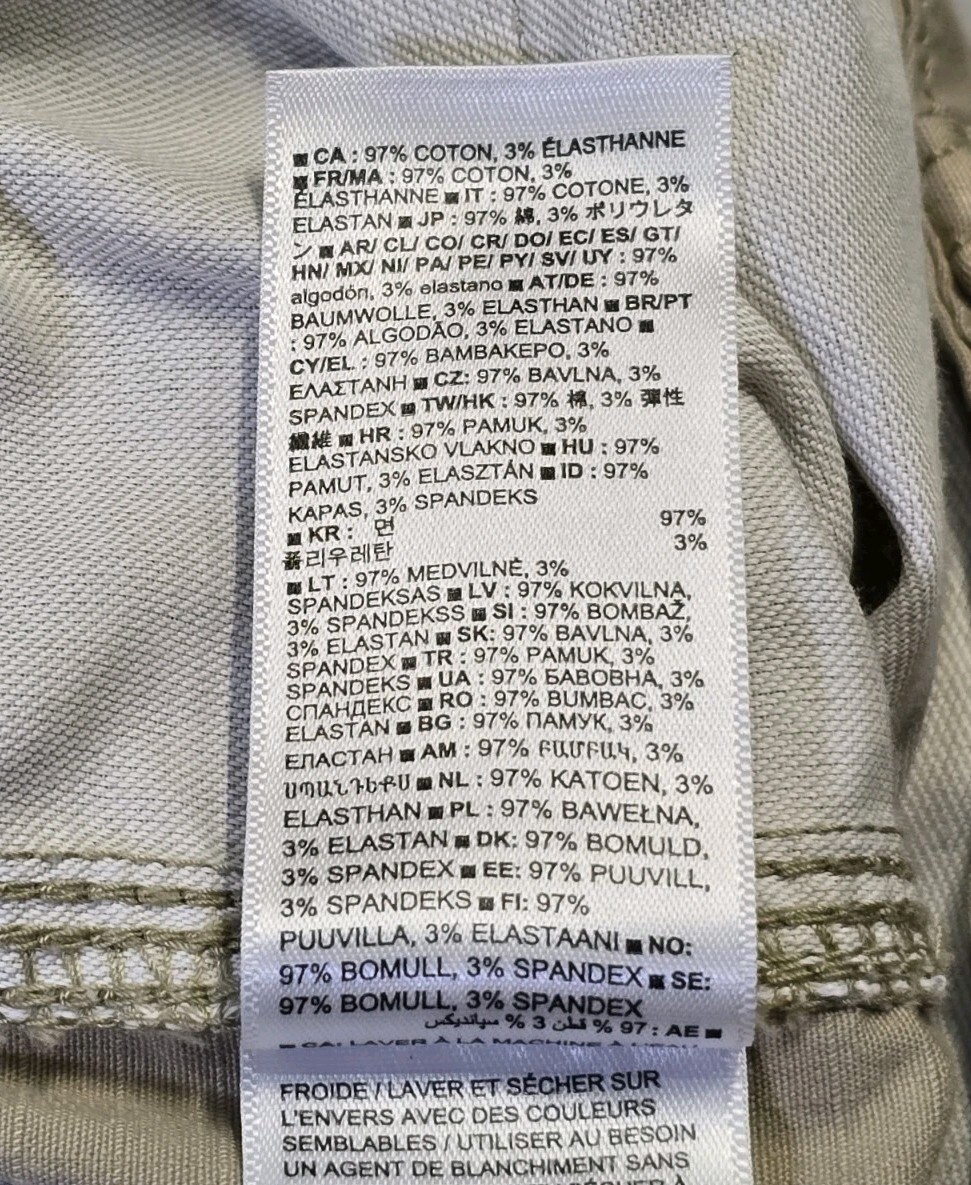 ■ CA : 97% COTON, 3% ÉLASTHANNE
■ FR/MA : 97% COTON, 3%
ÉLASTHANNE ■ IT : 97% COTONE, 3%
ELASTAN ■ JP : 97% 綿, 3% ポリウレタ
ン ■ AR/ CL/ CO/ CR/ DO/ EC/ ES/ GT/
HN/ MX/ NI/ PA/ PE/ PY/ SV/ UY : 97%
algodón, 3% elastano ■ AT/DE : 97%
BAUMWOLLE, 3% ELASTHAN ■ BR/PT
: 97% ALGODÃO, 3% ELASTANO ■
CY/EL : 97% ΒΑΜΒΑΚΕΡΟ, 3%
ΕΛΑΣΤΑΝΗ ■ CZ: 97% BAVLNA, 3%
SPANDEX ■ TW/HK : 97% 棉, 3% 彈性
纖維 ■ HR : 97% PAMUK, 3%
ELASTANSKO VLAKNO ■ HU : 97%
PAMUT, 3% ELASZTÁN ■ ID : 97%
KAPAS, 3% SPANDEKS
■ KR : 면 97%
폴리우레탄 3%
■ LT : 97% MEDVILNĖ, 3%
SPANDEKSAS ■ LV : 97% KOKVILNA,
3% SPANDEKSS ■ SI : 97% BOMBAŽ,
3% ELASTAN ■ SK: 97% BAVLNA, 3%
SPANDEX ■ TR : 97% PAMUK, 3%
SPANDEKS ■ UA : 97% БАВОВНА, 3%
СПАНДЕКС ■ RO : 97% BUMBAC, 3%
ELASTAN ■ BG : 97% ПАМУК, 3%
ЕПАСТАН ■ AM : 97% ԲԱՄԲԱԿ, 3%
ՍՊԱՆԴԵՔՍ ■ NL : 97% KATOEN, 3%
ELASTHAN ■ PL : 97% BAWEŁNA,
3% ELASTAN ■ DK: 97% BOMULD,
3% SPANDEX ■ EE: 97% PUUVILL,
3% SPANDEKS ■ FI: 97%
PUUVILLA, 3% ELASTAANI ■ NO:
97% BOMULL, 3% SPANDEX ■ SE:
97% BOMULL, 3% SPANDEX
■ AE : 97 % قطن 3 % سباندیکس
■ CA: LAVER À LA MACHINE À L'EAU
FROIDE / LAVER ET SÉCHER SUR
L'ENVERS AVEC DES COULEURS
SEMBLABLES / UTILISER AU BESOIN
UN AGENT DE BLANCHIMENT SANS